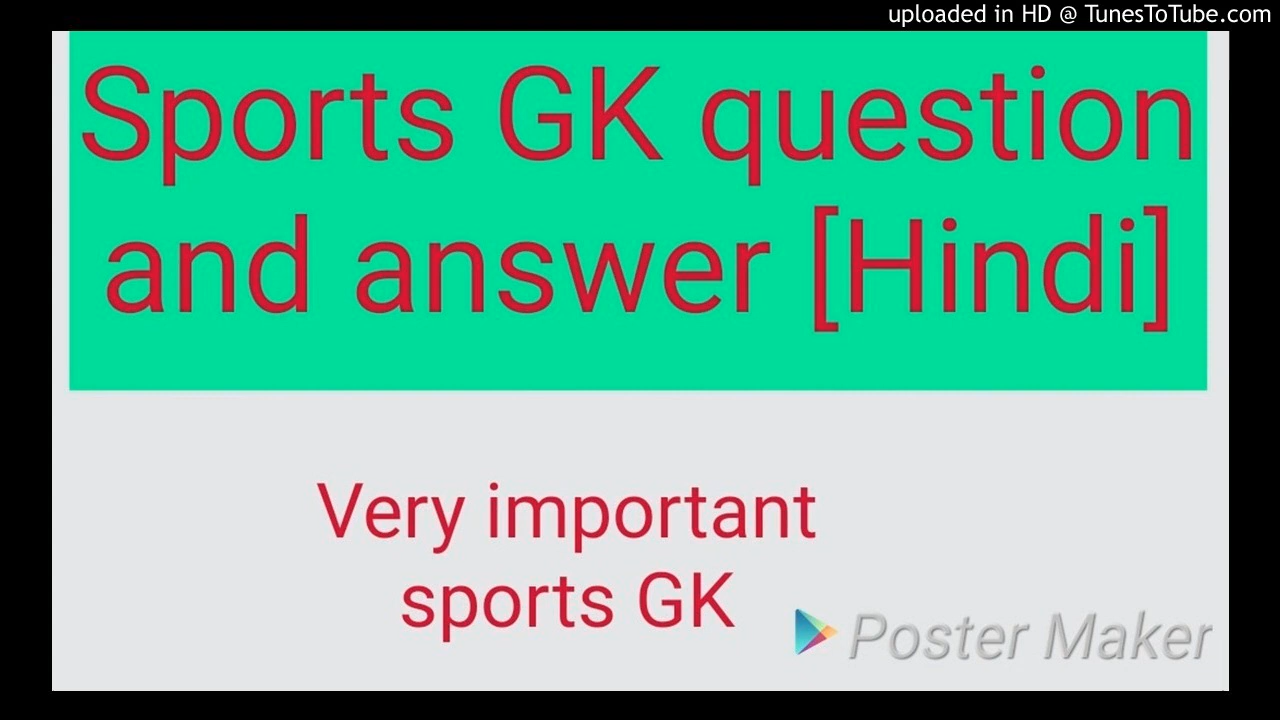 uploaded in HD @ TunesToTube.com
Sports GK question
and answer [Hindi]
Very important
sports GK
Poster Maker